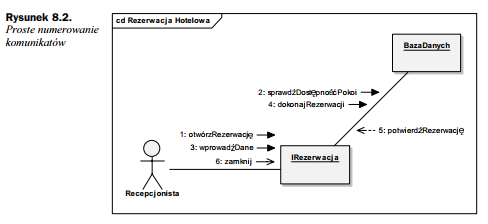 Rysunek 8.2.
Proste numerowanie
komunikatów
cd Rezerwacja Hotelowa
BazaDanych
2: sprawdźDostępnośćPokoi
4: dokonajRezerwacji
1: otwórzRezerwację
5: potwierdźRezerwację
3: wprowadźDane
IRezerwacja
6: zamknij
Recepcjonista